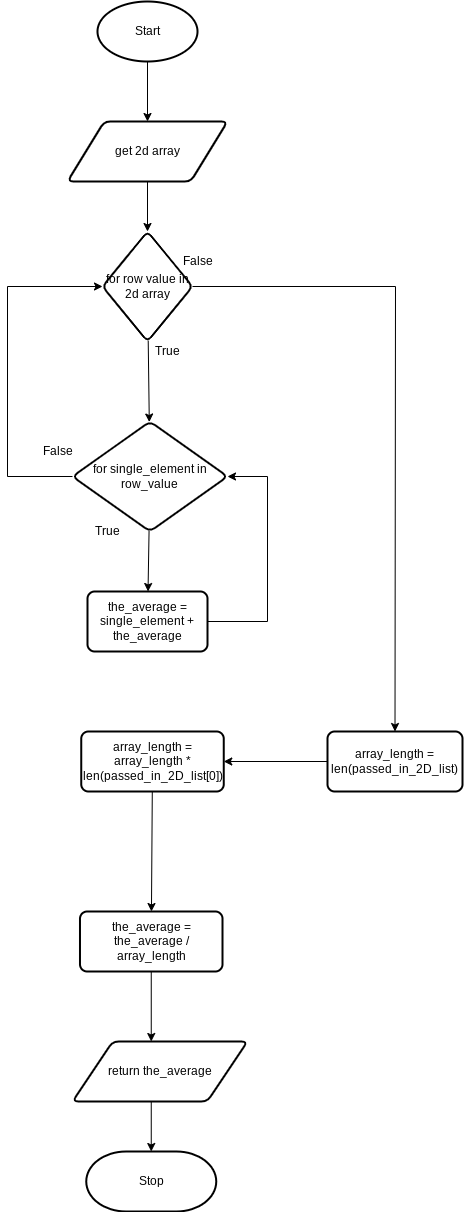 Start
get 2d array
False
for row value in
2d array
True
False
for single_element in
row_value
True
the_average =
single_element +
the_average
array_length =
array_length *
len(passed_in_2D_list[0])
array_length =
len(passed_in_2D_list)
the_average =
the_average /
array_length
return the_average
Stop